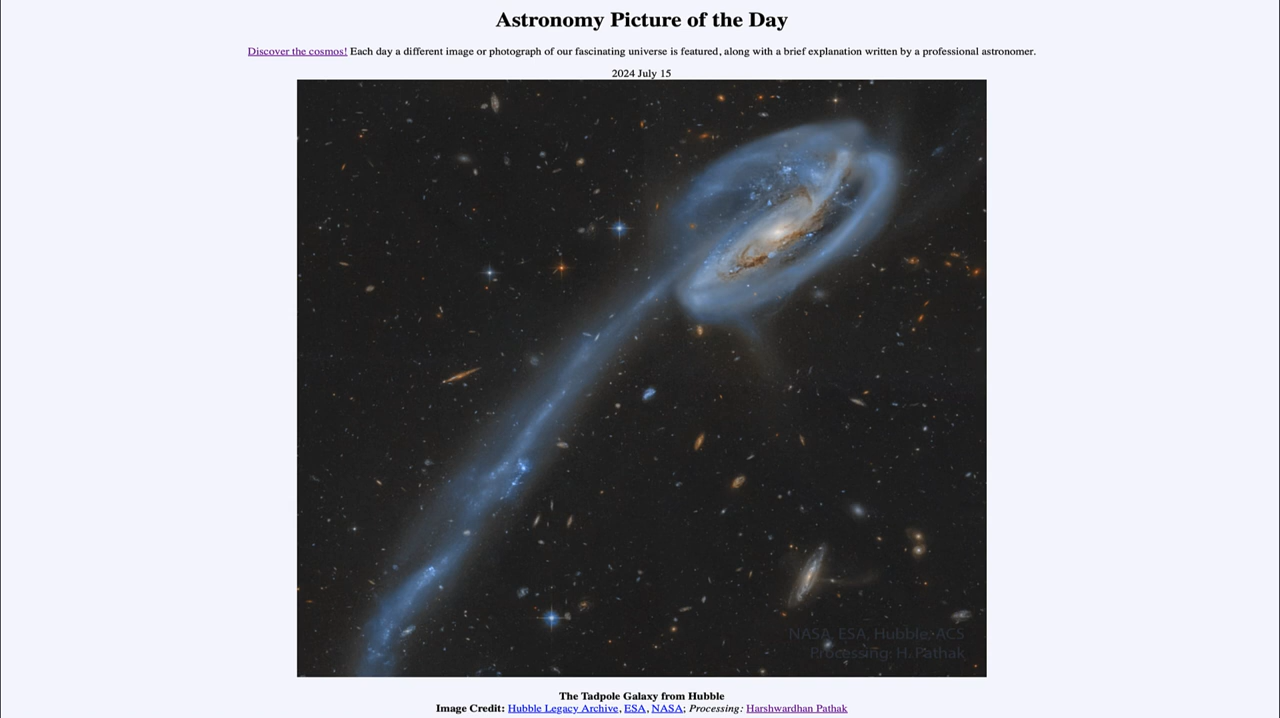 Astronomy Picture of the Day
Discover the cosmos! Each day a different image or photograph of our fascinating universe is featured, along with a brief explanation written by a professional astronomer.
2024 July 15
NASA, ESA, Hubble; ACS
Processing: H. Pathak
The Tadpole Galaxy from Hubble
Image Credit: Hubble Legacy Archive, ESA, NASA; Processing: Harshwardhan Pathak